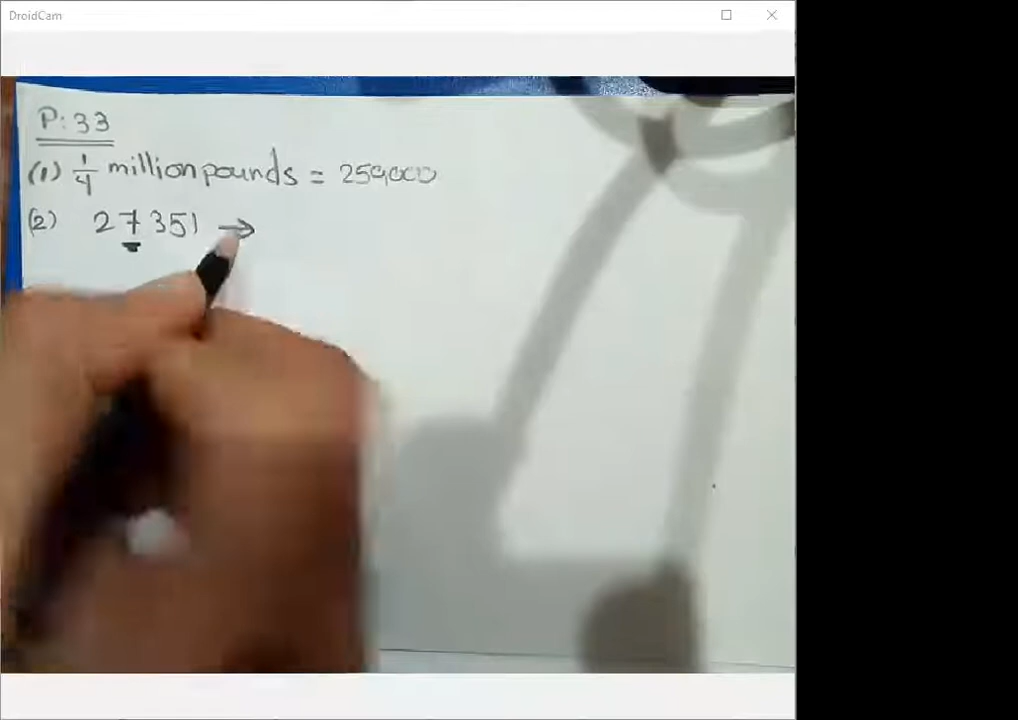 DroidCam
P: 33
(1) 1/4 million pounds = 250,000
(2) 27351 →